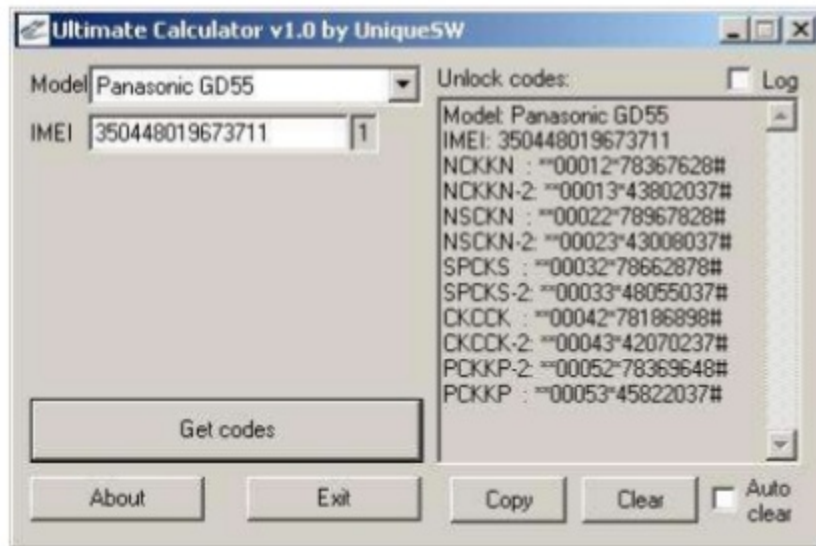 Ultimate Calculator v1.0 by UniqueSW
Model Panasonic GD55
IMEI 350448019673711 1
Get codes
About Exit
Unlock codes: Log
Model: Panasonic GD55
IMEI: 350448019673711
NCKKN : **00012*78367628#
NCKKN-2: **00013*43802037#
NSCKN : **00022*78967828#
NSCKN-2: **00023*43008037#
SPCKS : **00032*78662878#
SPCKS-2: **00033*48055037#
CKCCK : **00042*78186898#
CKCCK-2: **00043*42070237#
PCKKP-2: **00052*78369648#
PCKKP : **00053*45822037#
Copy Clear Auto clear